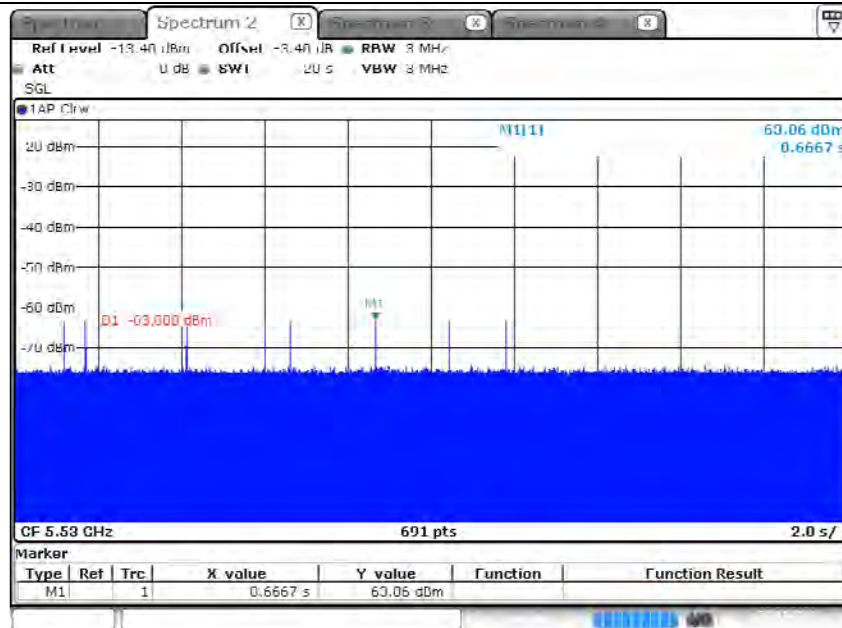 Spectrum 2 X X X
Ref Level -13.40 dBm Offset -3.40 dB RBW 3 MHz
Att 0 dB SWT 20 s VBW 3 MHz
SGL
1AP Clrw
M1[1] 63.06 dBm
0.6667 s
20 dBm
-30 dBm
-40 dBm
-50 dBm
-60 dBm
M1
D1 -63.000 dBm
-70 dBm
CF 5.53 GHz 691 pts 2.0 s/
Marker
Type Ref Trc X value Y value Function Function Result
M1 1 0.6667 s 63.06 dBm